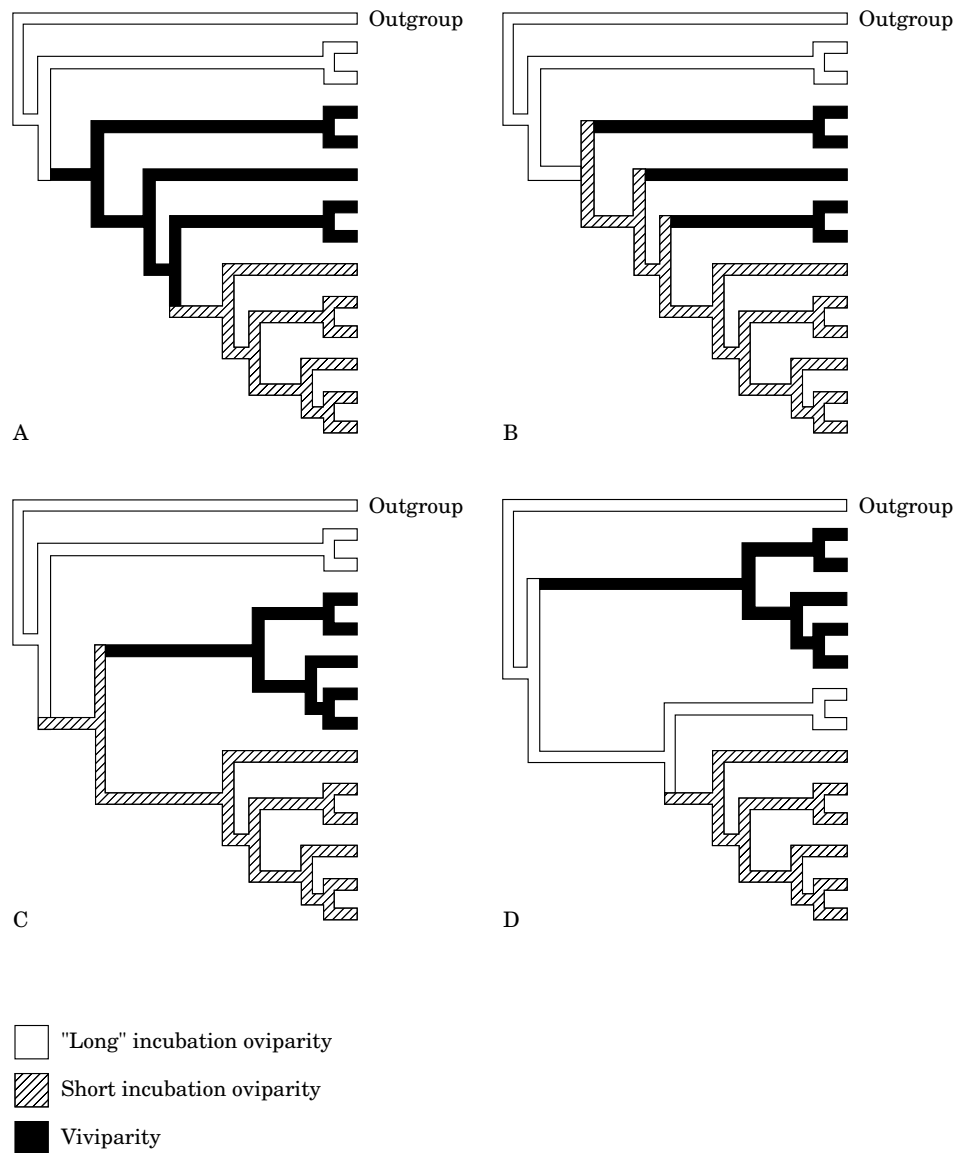 Outgroup
Outgroup
A
B
Outgroup
Outgroup
C
D
"Long" incubation oviparity
Short incubation oviparity
Viviparity